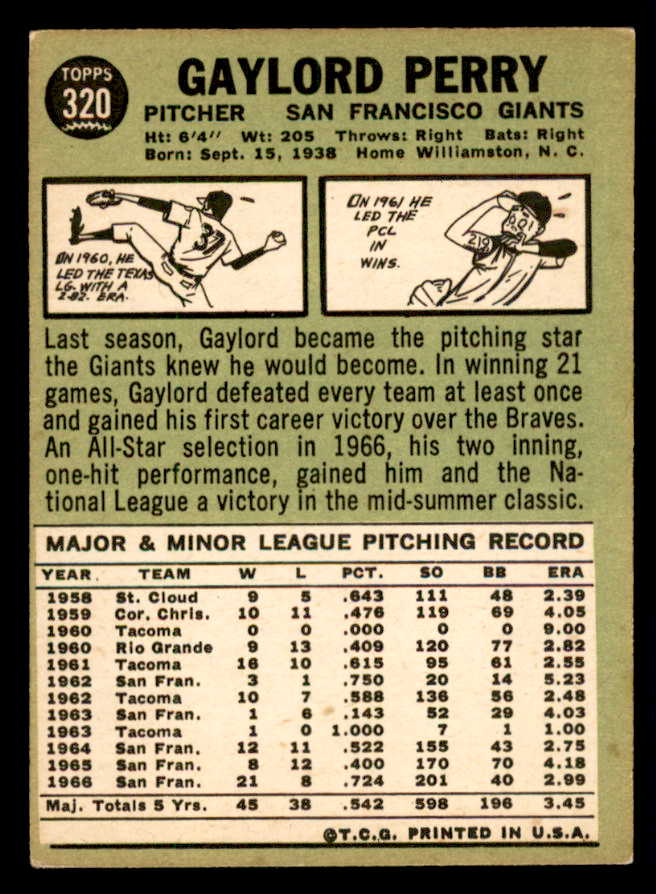 TOPPS
320
GAYLORD PERRY
PITCHER SAN FRANCISCO GIANTS
Ht: 6'4" Wt: 205 Throws: Right Bats: Right
Born: Sept. 15, 1938 Home Williamston, N. C.
IN 1960, HE
LED THE TEXAS
LG. WITH A
2.82. ERA.
37
IN 1961 HE
LED THE
PCL
IN
WINS.
Last season, Gaylord became the pitching star
the Giants knew he would become. In winning 21
games, Gaylord defeated every team at least once
and gained his first career victory over the Braves.
An All-Star selection in 1966, his two inning,
one-hit performance, gained him and the Na-
tional League a victory in the mid-summer classic.
MAJOR & MINOR LEAGUE PITCHING RECORD
YEAR TEAM W L PCT. SO BB ERA
1958 St. Cloud 9 5 .643 111 48 2.39
1959 Cor. Chris. 10 11 .476 119 69 4.05
1960 Tacoma 0 0 .000 0 0 9.00
1960 Rio Grande 9 13 .409 120 77 2.82
1961 Tacoma 16 10 .615 95 61 2.55
1962 San Fran. 3 1 .750 20 14 5.23
1962 Tacoma 10 7 .588 136 56 2.48
1963 San Fran. 1 6 .143 52 29 4.03
1963 Tacoma 1 0 1.000 7 1 1.00
1964 San Fran. 12 11 .522 155 43 2.75
1965 San Fran. 8 12 .400 170 70 4.18
1966 San Fran. 21 8 .724 201 40 2.99
Maj. Totals 5 Yrs. 45 38 .542 598 196 3.45
©T.C.G. PRINTED IN U.S.A.